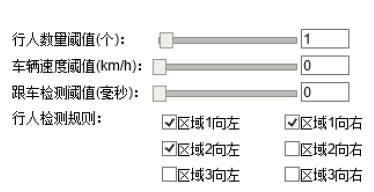 行人数量阈值(个): 1
车辆速度阈值(km/h): 0
跟车检测阈值(毫秒): 0
行人检测规则: 区域1向左 区域1向右
区域2向左 区域2向右
区域3向左 区域3向右